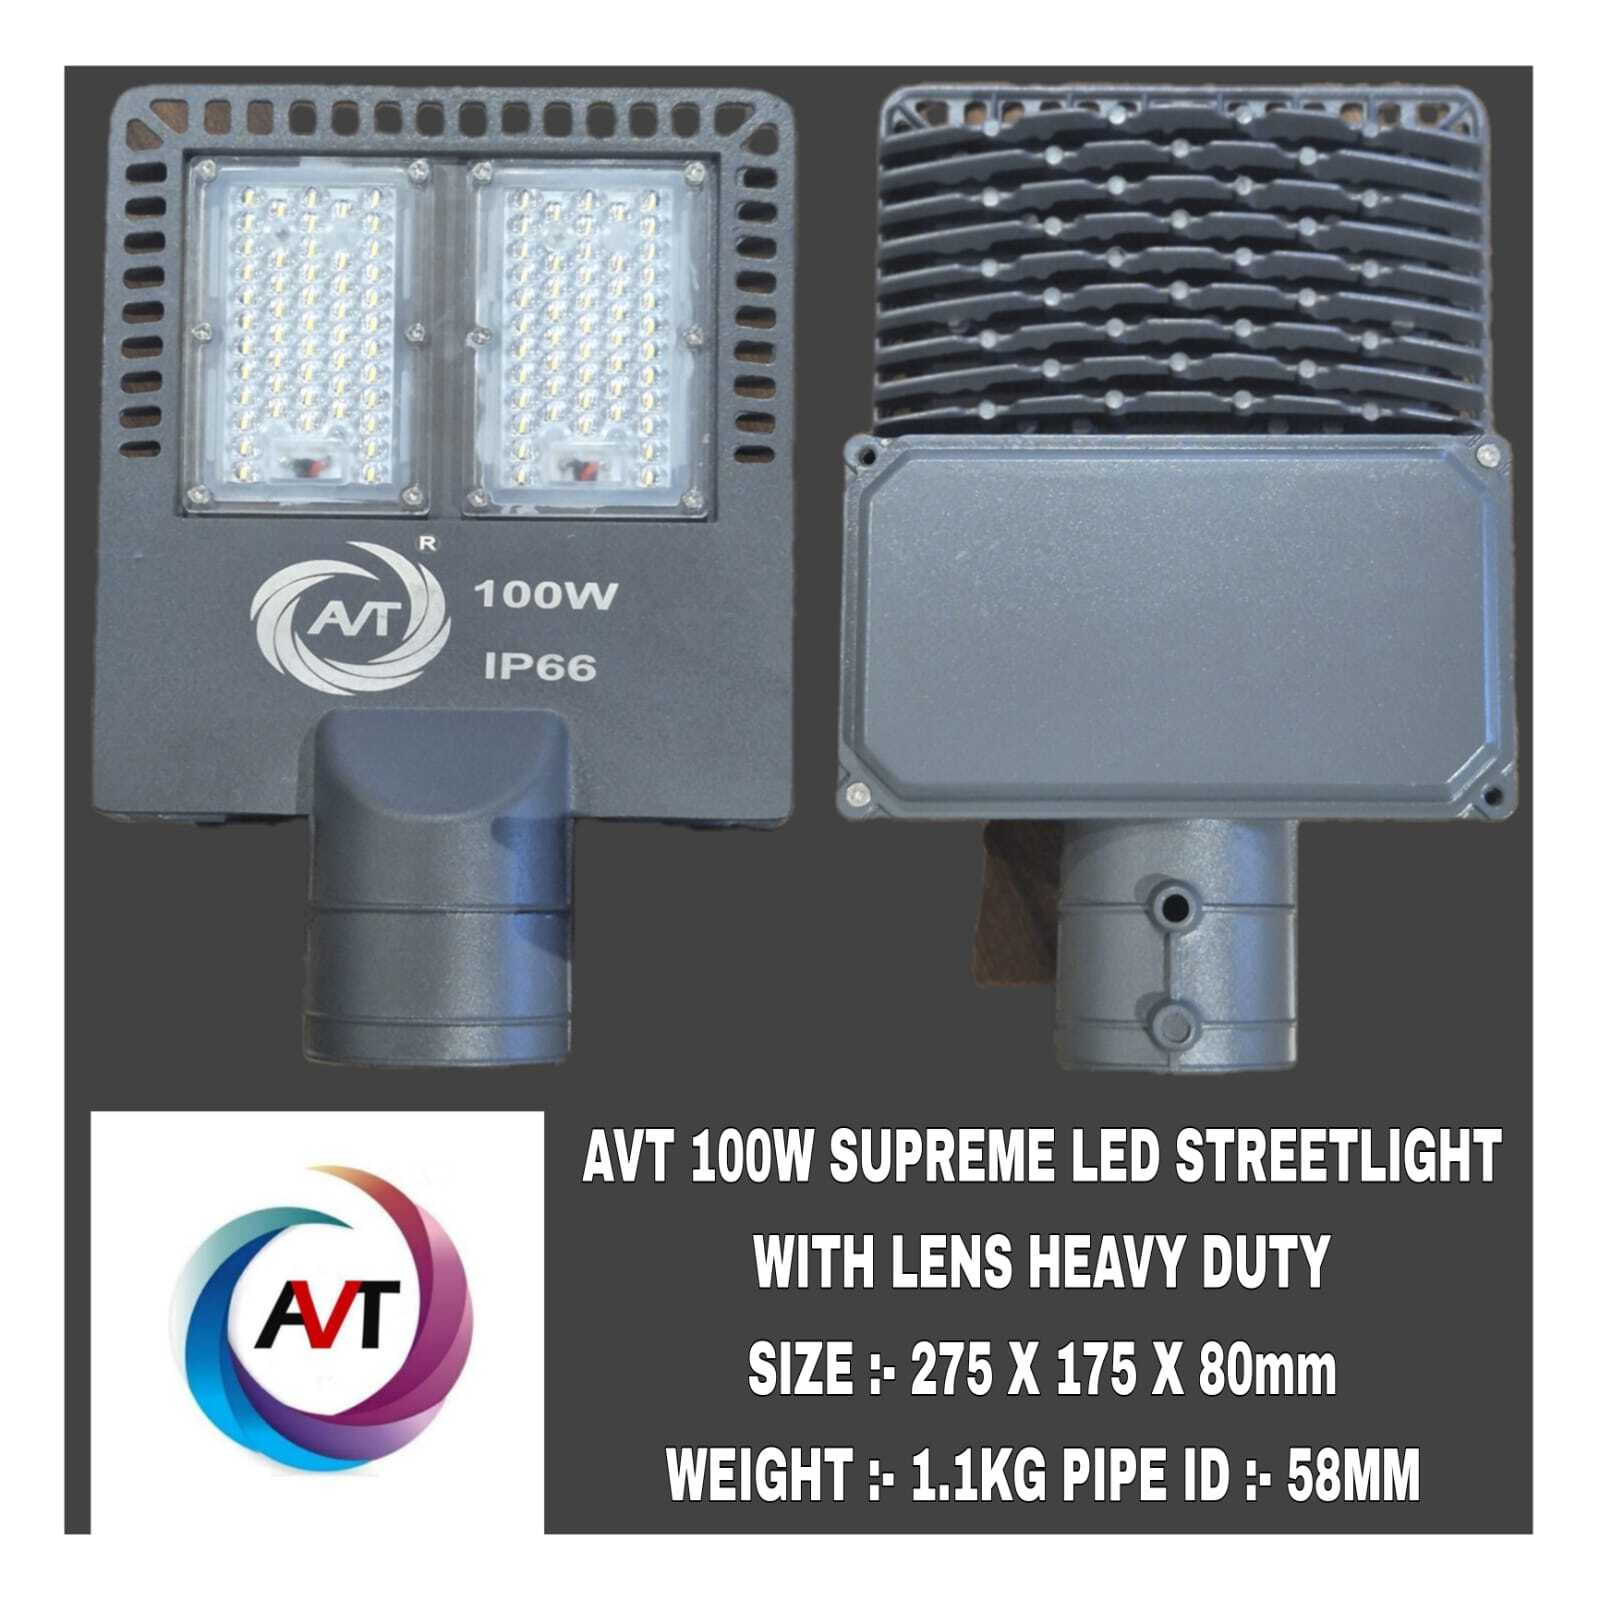 R
AVT
100W
IP66
AVT
AVT 100W SUPREME LED STREETLIGHT
WITH LENS HEAVY DUTY
SIZE :- 275 X 175 X 80mm
WEIGHT :- 1.1KG PIPE ID :- 58MM